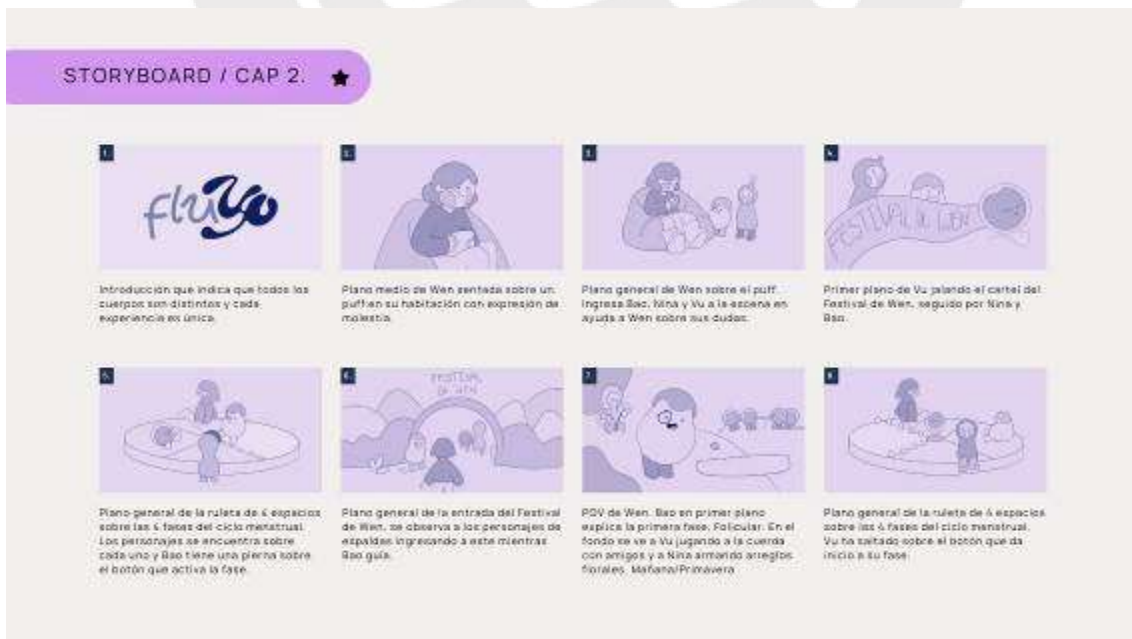 STORYBOARD / CAP 2.
1.
2.
3.
4.
fluyo
FESTIVAL DE WEN
Introducción que indica que todos los
cuerpos son distintos y cada
experiencia es única.
Plano medio de Wen sentada sobre un
puff en su habitación con expresión de
molestia.
Plano general de Wen sobre el puff.
Ingresa Bao, Nina y Vu a la escena en
ayuda a Wen sobre sus dudas.
Primer plano de Vu jalando el cartel del
Festival de Wen, seguido por Nina y
Bao.
5.
6.
7.
8.
FESTIVAL
DE WEN
Plano general de la ruleta de 4 espacios
sobre las 4 fases del ciclo menstrual.
Los personajes se encuentra sobre
cada uno y Bao tiene una pierna sobre
el botón que activa la fase.
Plano general de la entrada del Festival
de Wen, se observa a los personajes de
espaldas ingresando a este mientras
Bao guía.
POV de Wen. Bao en primer plano
explica la primera fase. Folicular. En el
fondo se ve a Vu jugando a la cuerda
con amigos y a Nina armando arreglos
florales. Mañana/Primavera
Plano general de la ruleta de 4 espacios
sobre las 4 fases del ciclo menstrual.
Vu ha saltado sobre el botón que da
inicio a su fase.